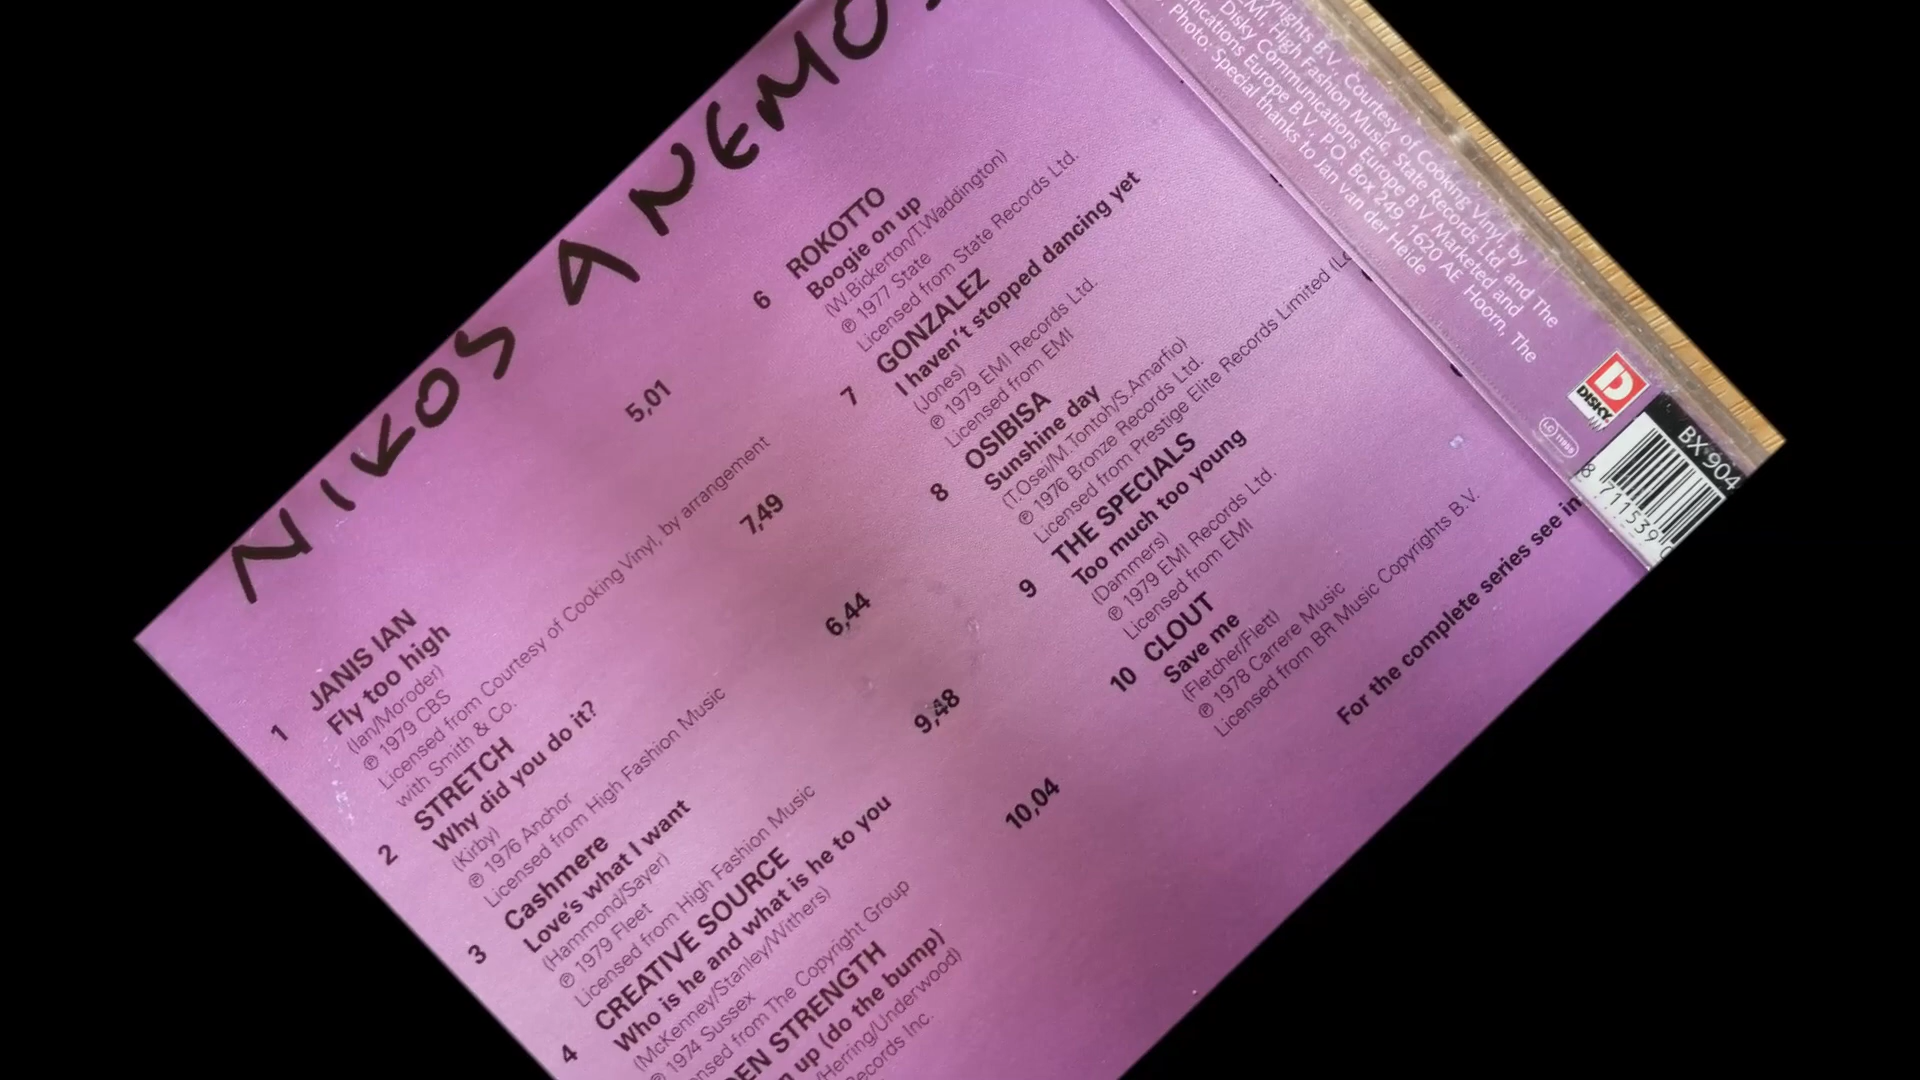 NIKOS ANEMO
1 JANIS IAN 5,01
Fly too high
(Ian/Moroder)
℗ 1979 CBS
Licensed from Courtesy of Cooking Vinyl, by arrangement
with Smith & Co.
2 STRETCH 7,49
Why did you do it?
(Kirby)
℗ 1976 Anchor
Licensed from High Fashion Music
3 Cashmere 6,44
Love's what I want
(Hammond/Sayer)
℗ 1979 Fleet
Licensed from High Fashion Music
4 CREATIVE SOURCE 9,48
Who is he and what is he to you
(McKenney/Stanley/Withers)
℗ 1974 Sussex
from The Copyright Group
STRENGTH 10,04
up (do the bump)
/Herring/Underwood)
Records Inc.
6 ROKOTTO
Boogie on up
(W.Bickerton/T.Waddington)
℗ 1977 State
Licensed from State Records Ltd.
7 GONZALEZ
I haven't stopped dancing yet
(Jones)
℗ 1979 EMI Records Ltd.
Licensed from EMI
8 OSIBISA
Sunshine day
(T.Osei/M.Tontoh/S.Amarfio)
℗ 1976 Bronze Records Ltd.
Licensed from Prestige Elite Records Limited
9 THE SPECIALS
Too much too young
(Dammers)
℗ 1979 EMI Records Ltd.
Licensed from EMI
10 CLOUT
Save me
(Fletcher/Flett)
℗ 1978 Carrere Music
Licensed from BR Music Copyrights B.V.
For the complete series see in
B.V., Courtesy of Cooking Vinyl, by
EMI, High Fashion Music, State Records Ltd. and The
Disky Communications Europe B.V. Marketed and
Europe B.V., P.O. Box 249, 1620 AE Hoorn, The
Photo: Special thanks to Jan van der Heide
DISKY
LC 11989
BX 904
8 711539 0